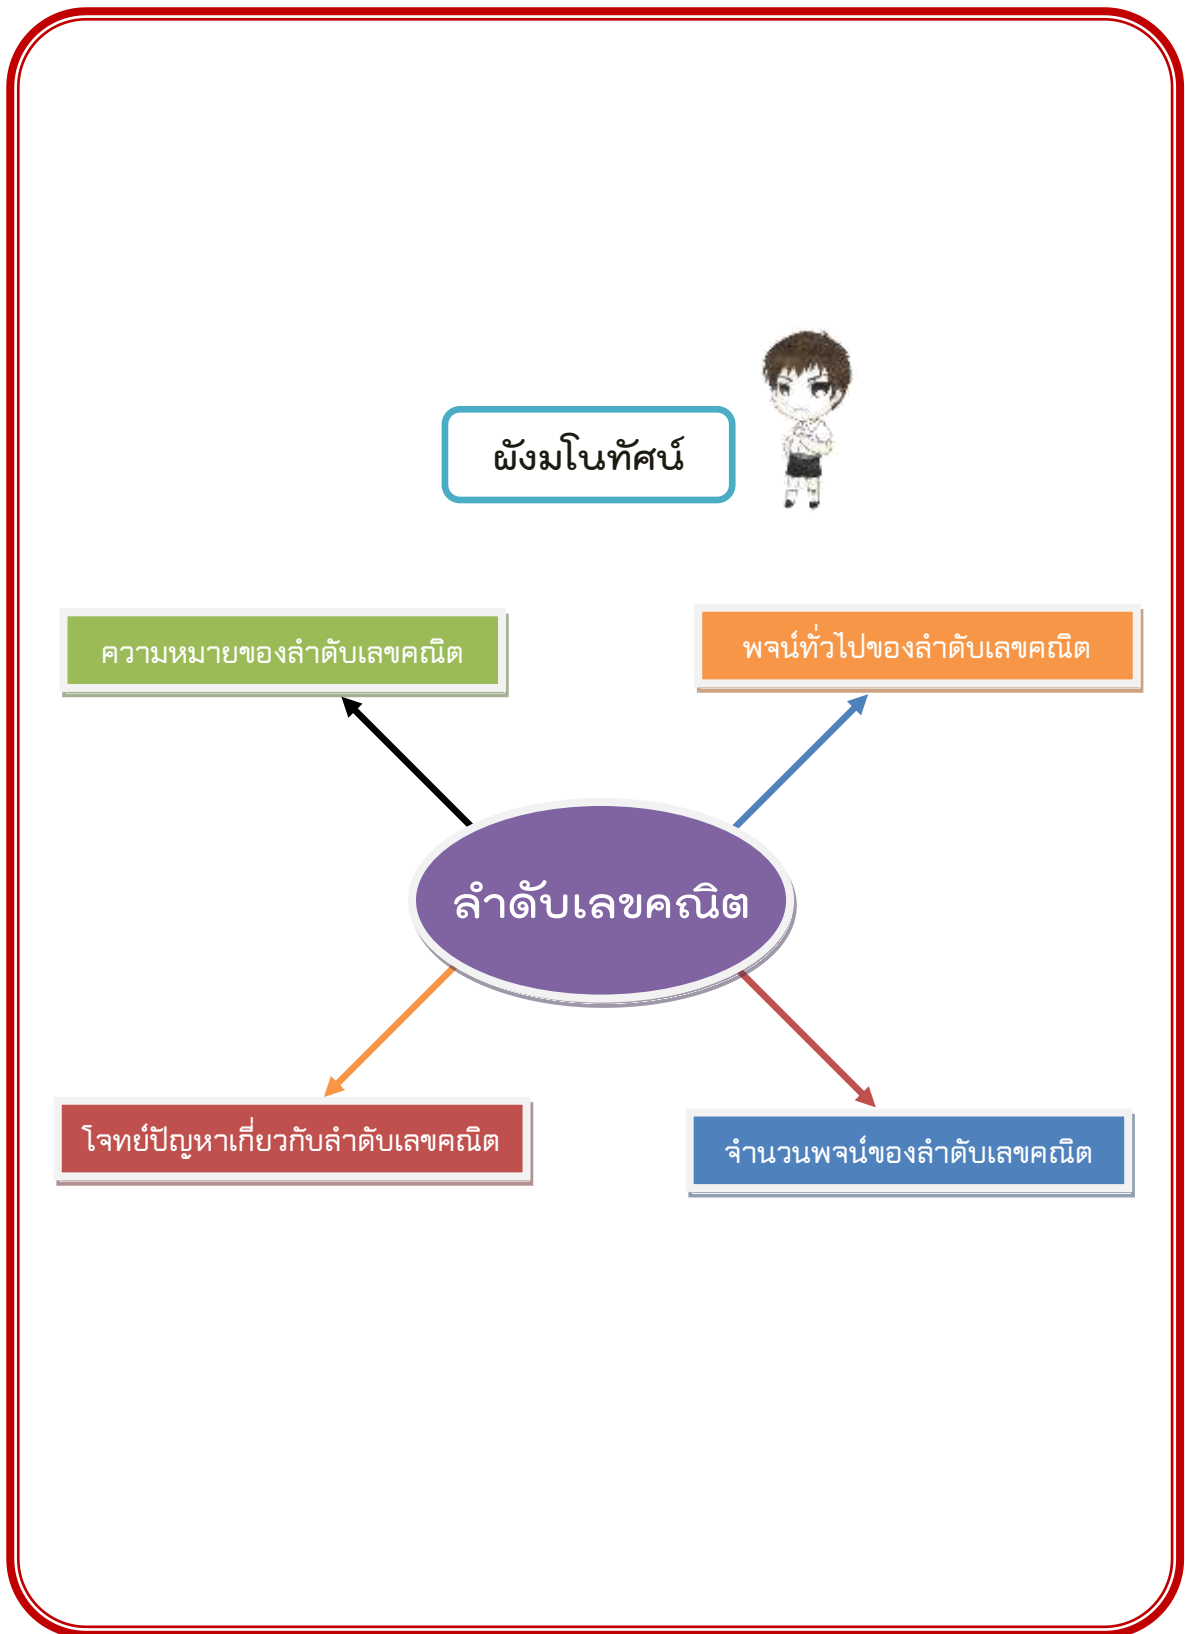 ผังมโนทัศน์
ความหมายของลำดับเลขคณิต
พจน์ทั่วไปของลำดับเลขคณิต
ลำดับเลขคณิต
โจทย์ปัญหาเกี่ยวกับลำดับเลขคณิต
จำนวนพจน์ของลำดับเลขคณิต